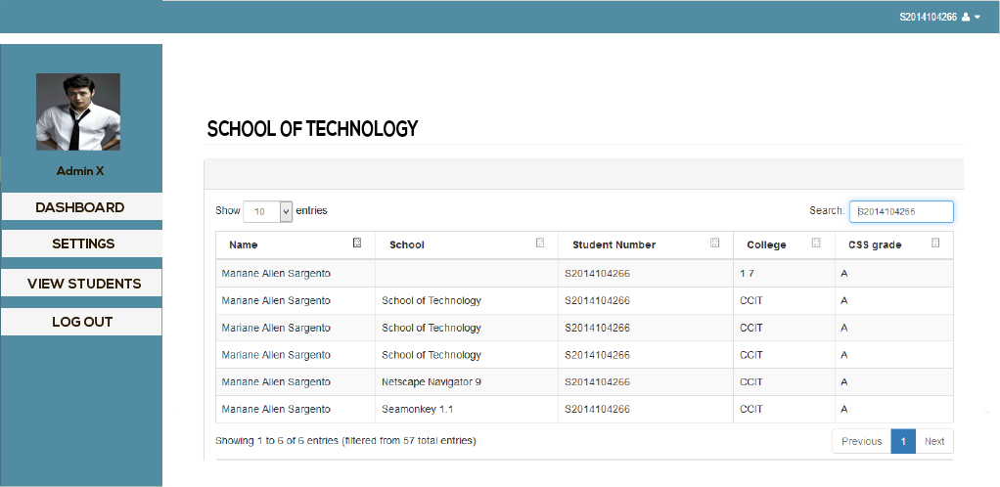 S2014104266
Admin X
DASHBOARD
SETTINGS
VIEW STUDENTS
LOG OUT
SCHOOL OF TECHNOLOGY
Show 10 entries Search: S2014104266
Name School Student Number College CSS grade
Mariane Allen Sargento S2014104266 1.7 A
Mariane Allen Sargento School of Technology S2014104266 CCIT A
Mariane Allen Sargento School of Technology S2014104266 CCIT A
Mariane Allen Sargento School of Technology S2014104266 CCIT A
Mariane Allen Sargento Netscape Navigator 9 S2014104266 CCIT A
Mariane Allen Sargento Seamonkey 1.1 S2014104266 CCIT A
Showing 1 to 6 of 6 entries (filtered from 57 total entries) Previous 1 Next